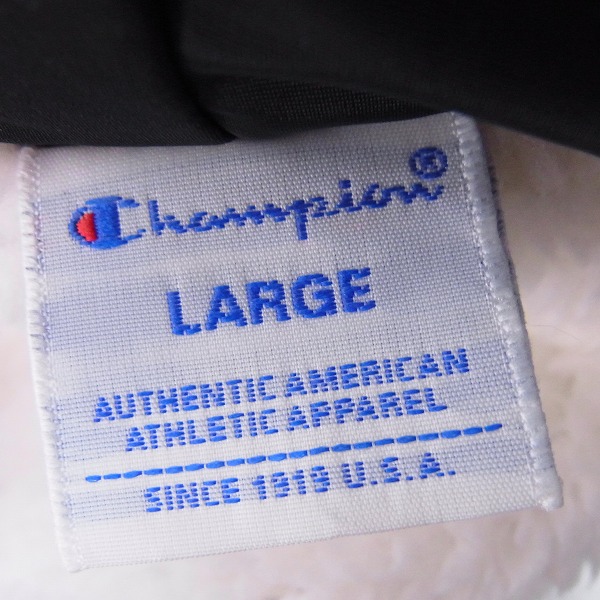 Champion®
LARGE
AUTHENTIC AMERICAN
ATHLETIC APPAREL
SINCE 1919 U.S.A.